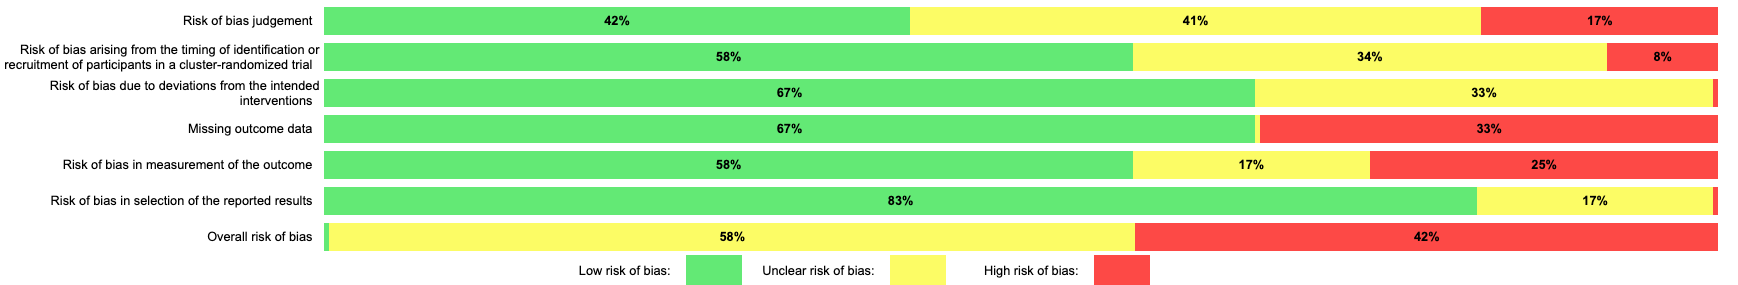 Risk of bias judgement 42% 41% 17%
Risk of bias arising from the timing of identification or
recruitment of participants in a cluster-randomized trial 58% 34% 8%
Risk of bias due to deviations from the intended
interventions 67% 33%
Missing outcome data 67% 33%
Risk of bias in measurement of the outcome 58% 17% 25%
Risk of bias in selection of the reported results 83% 17%
Overall risk of bias 58% 42%
Low risk of bias: Unclear risk of bias: High risk of bias: